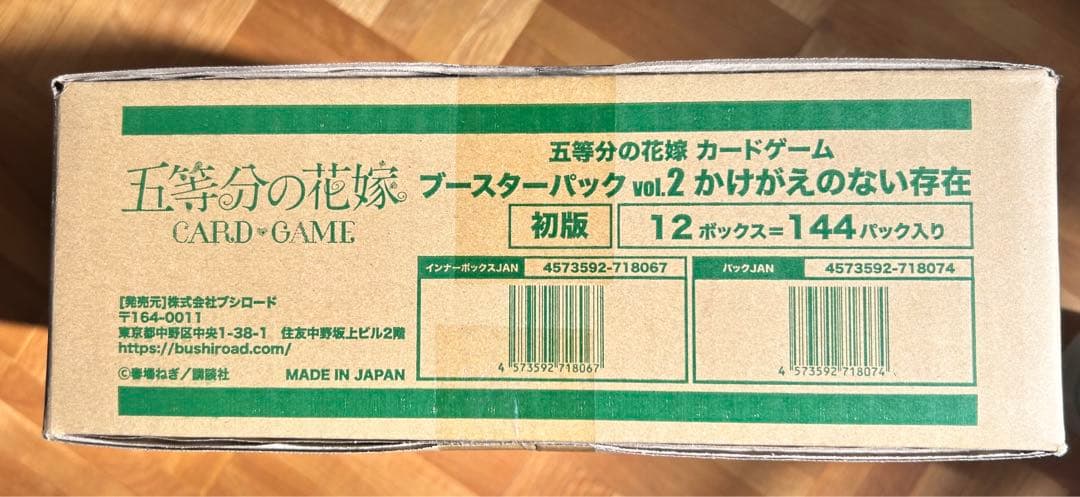 五等分の花嫁
CARD GAME
五等分の花嫁 カードゲーム
ブースターパック vol.2 かけがえのない存在
初版
12ボックス=144パック入り
インナーボックスJAN 4573592-718067
4 573592 718067
パックJAN 4573592-718074
4 573592 718074
[発売元]株式会社ブシロード
〒164-0011
東京都中野区中央1-38-1 住友中野坂上ビル2階
https://bushiroad.com/
©春場ねぎ/講談社 MADE IN JAPAN